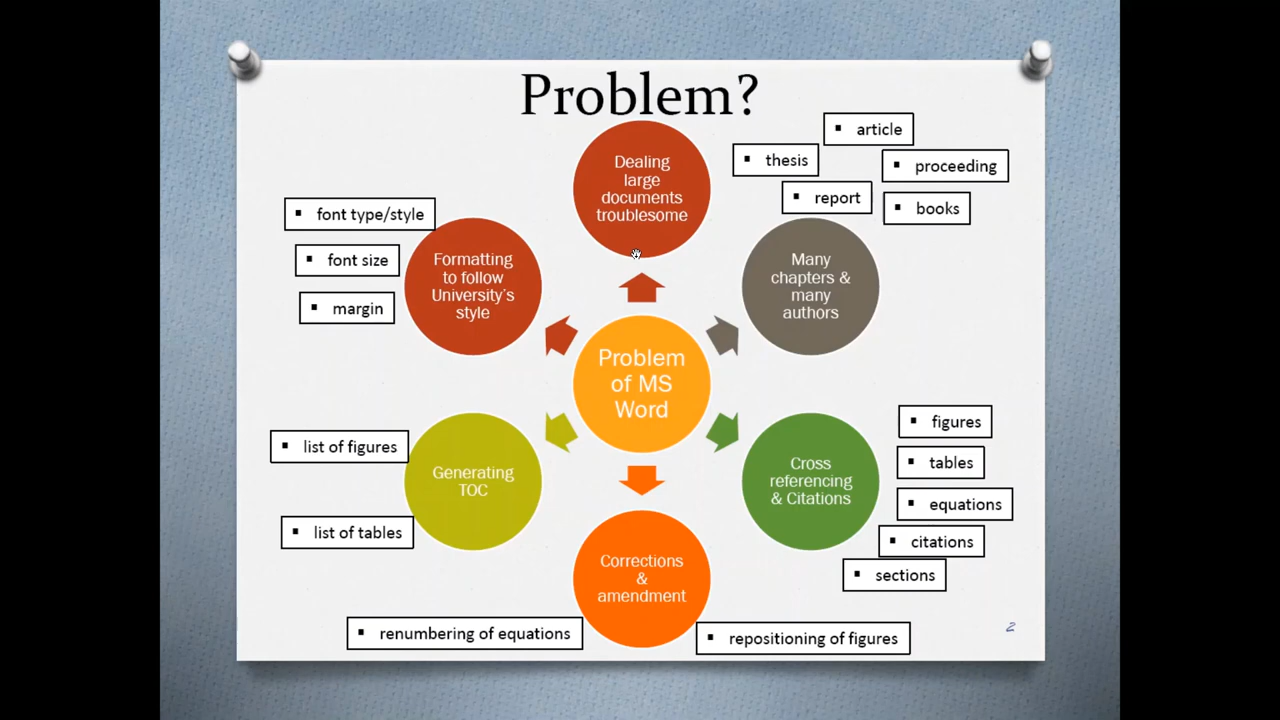 Problem?
Dealing
large
documents
troublesome
▪ article
▪ thesis
▪ proceeding
▪ report
▪ books
Many
chapters &
many
authors
▪ font type/style
▪ font size
▪ margin
Formatting
to follow
University's
style
Problem
of MS
Word
▪ figures
▪ tables
▪ equations
▪ citations
▪ sections
Cross
referencing
& Citations
▪ list of figures
▪ list of tables
Generating
TOC
Corrections
&
amendment
▪ renumbering of equations
▪ repositioning of figures
2